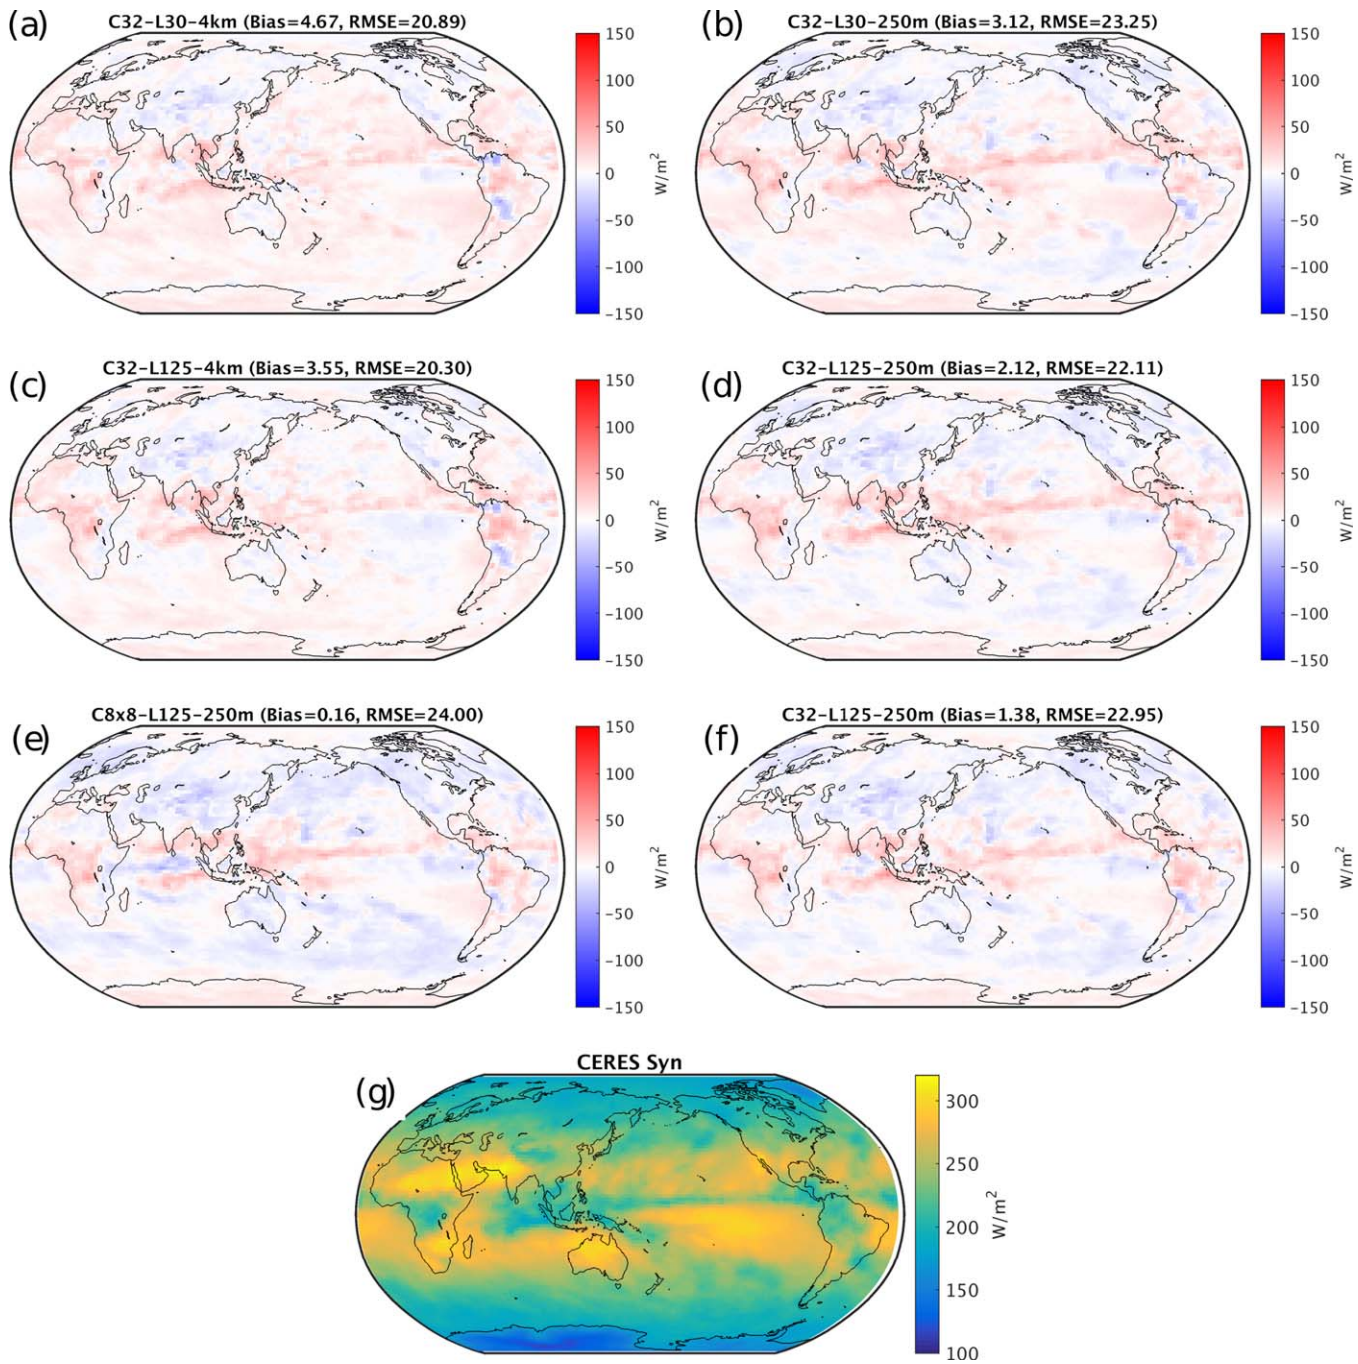 (a)
C32-L30-4km (Bias=4.67, RMSE=20.89)
150
100
50
0
-50
-100
-150
W/m²
(b)
C32-L30-250m (Bias=3.12, RMSE=23.25)
150
100
50
0
-50
-100
-150
W/m²
(c)
C32-L125-4km (Bias=3.55, RMSE=20.30)
150
100
50
0
-50
-100
-150
W/m²
(d)
C32-L125-250m (Bias=2.12, RMSE=22.11)
150
100
50
0
-50
-100
-150
W/m²
(e)
C8x8-L125-250m (Bias=0.16, RMSE=24.00)
150
100
50
0
-50
-100
-150
W/m²
(f)
C32-L125-250m (Bias=1.38, RMSE=22.95)
150
100
50
0
-50
-100
-150
W/m²
(g)
CERES Syn
300
250
200
150
100
W/m²